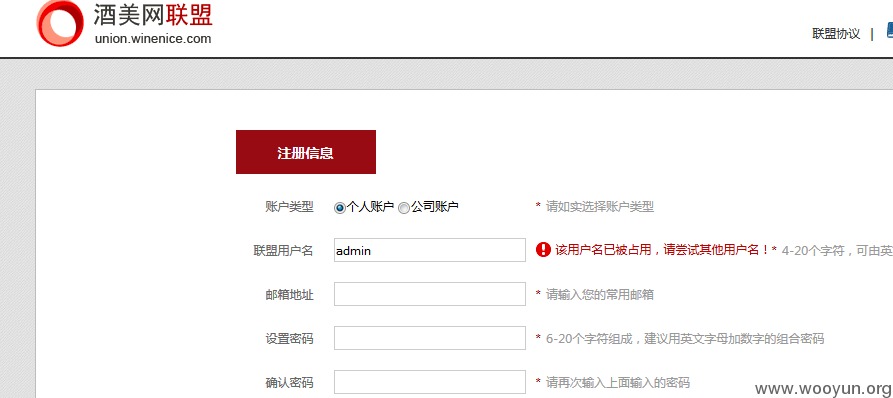 酒美网联盟
union.winenice.com
联盟协议 |
注册信息
账户类型 个人账户 公司账户 * 请如实选择账户类型
联盟用户名 admin 该用户名已被占用，请尝试其他用户名！* 4-20个字符，可由英
邮箱地址 * 请输入您的常用邮箱
设置密码 * 6-20个字符组成，建议用英文字母加数字的组合密码
确认密码 * 请再次输入上面输入的密码
www.wooyun.org